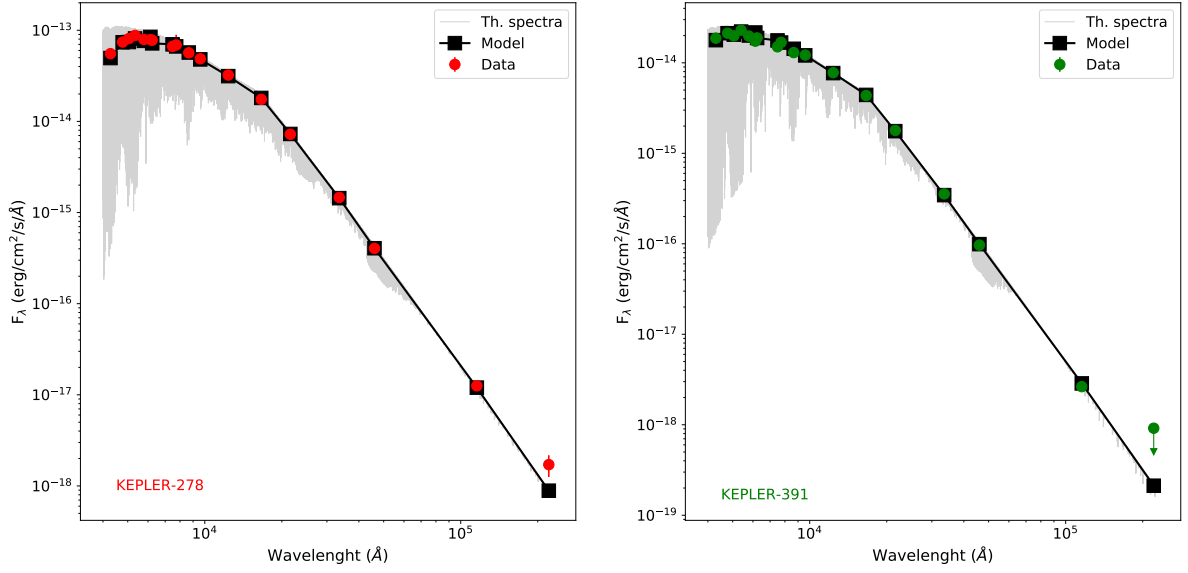 10⁻¹³
10⁻¹⁴
10⁻¹⁵
10⁻¹⁶
10⁻¹⁷
10⁻¹⁸
F_λ (erg/cm²/s/Å)
Th. spectra
Model
Data
KEPLER-278
10⁴
10⁵
Wavelenght (Å)
10⁻¹⁴
10⁻¹⁵
10⁻¹⁶
10⁻¹⁷
10⁻¹⁸
10⁻¹⁹
F_λ (erg/cm²/s/Å)
Th. spectra
Model
Data
KEPLER-391
10⁴
10⁵
Wavelenght (Å)